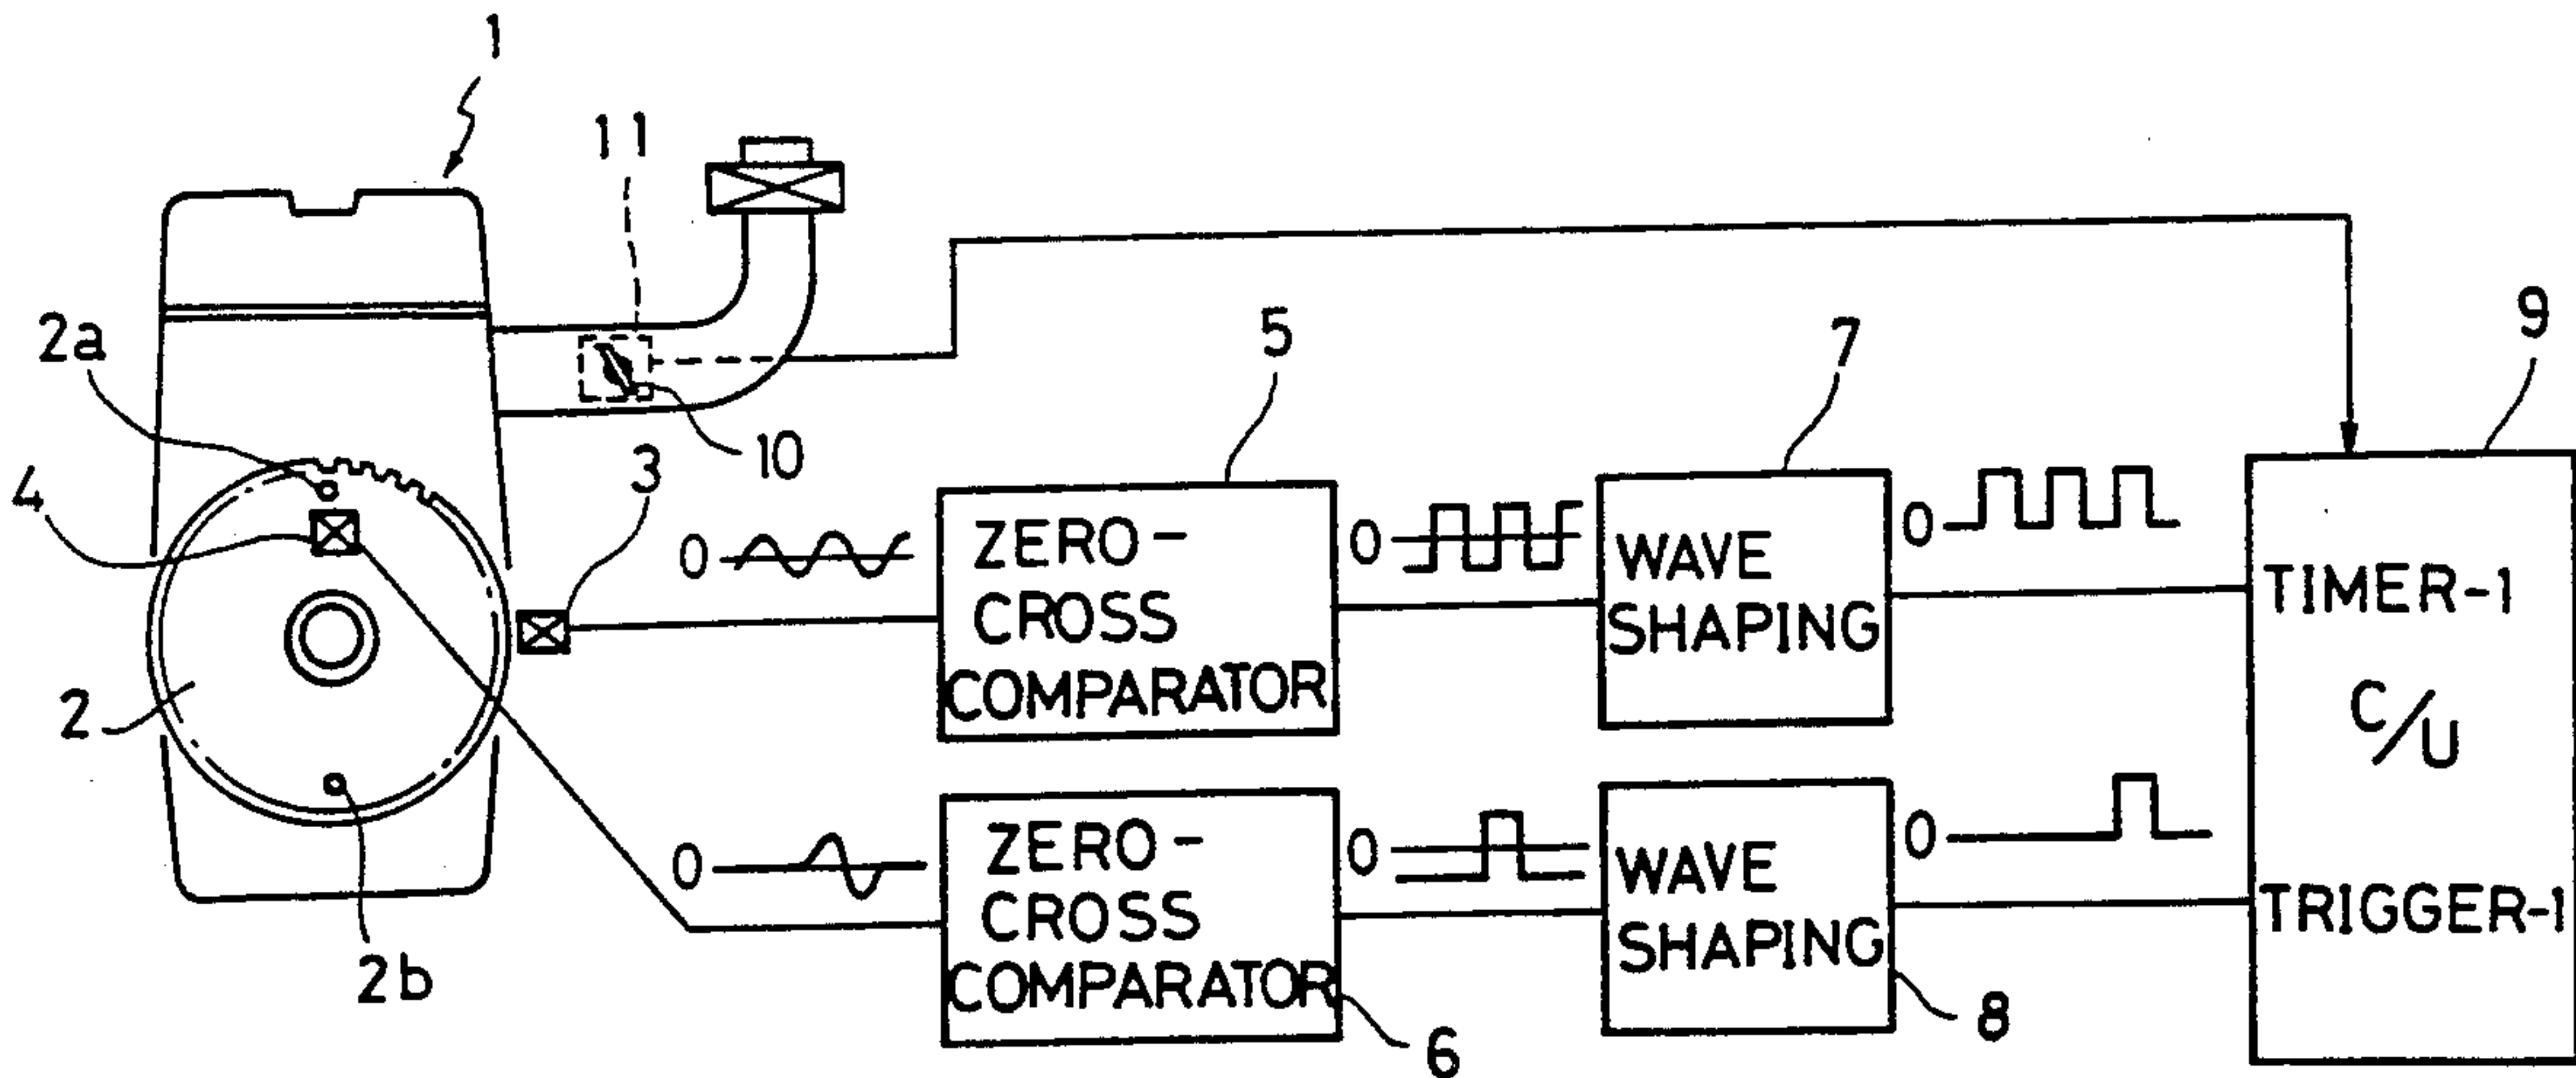 1
11
2a
5
7
9
10
3
4
0
ZERO-
CROSS
COMPARATOR
0
WAVE
SHAPING
0
TIMER-1
C/U
TRIGGER-1
2
0
ZERO-
CROSS
COMPARATOR
0
WAVE
SHAPING
0
2b
6
8